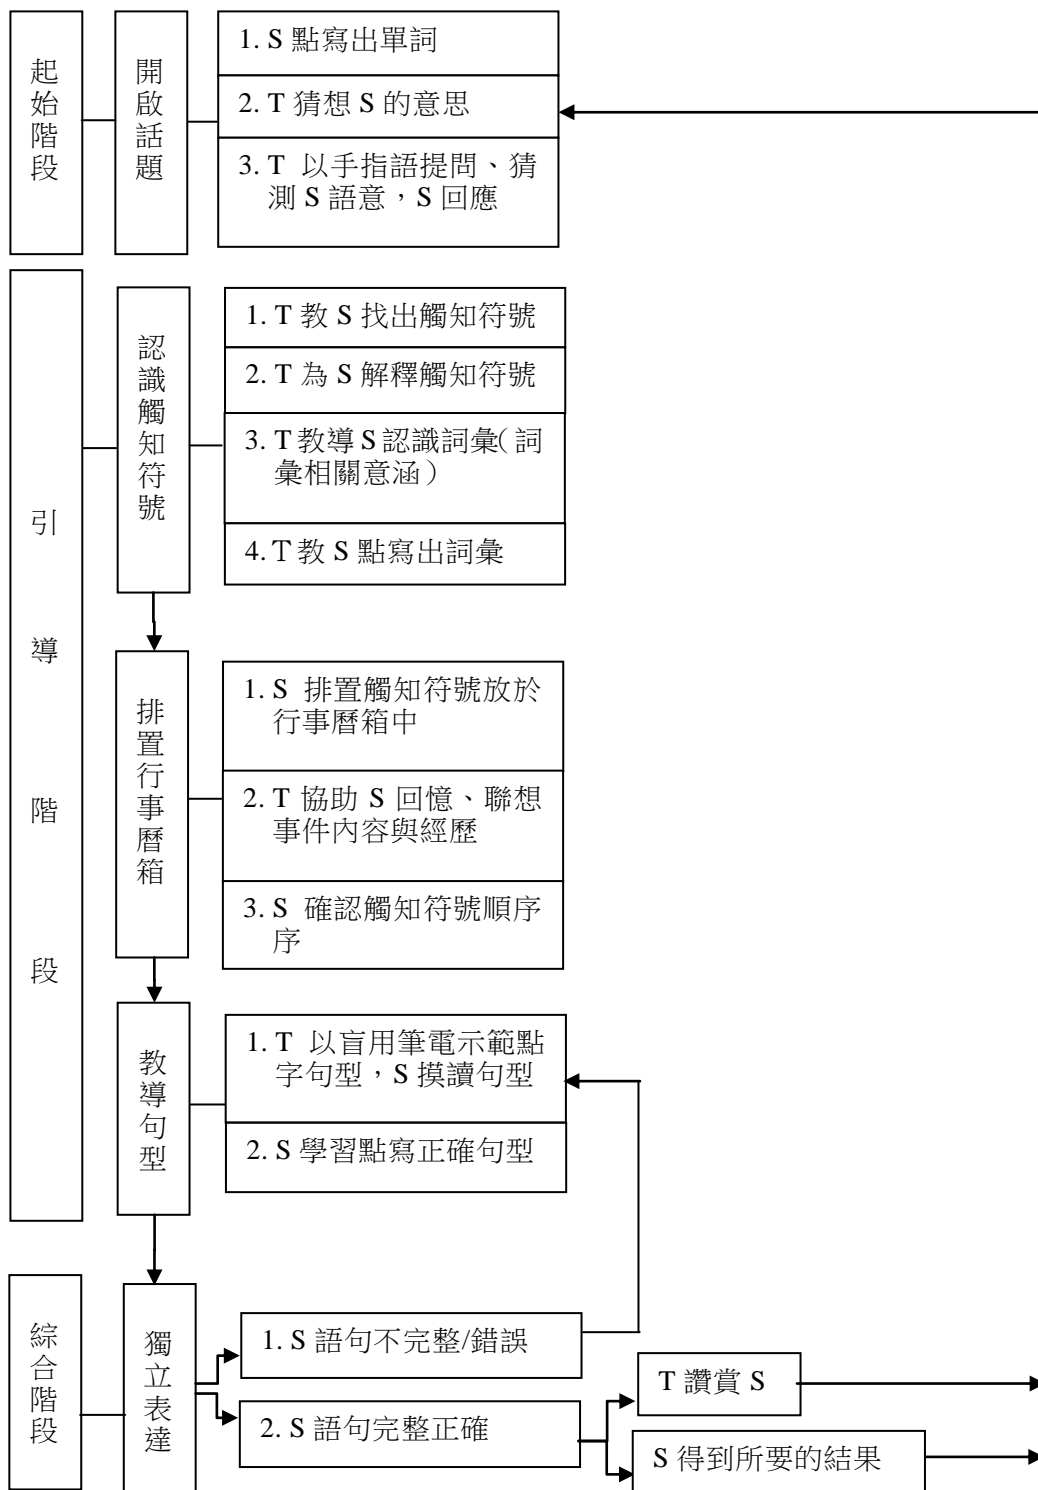 起始階段
開啟話題
1. S 點寫出單詞
2. T 猜想 S 的意思
3. T 以手指語提問、猜
測 S 語意，S 回應
引導階段
認識觸知符號
1. T 教 S 找出觸知符號
2. T 為 S 解釋觸知符號
3. T 教導 S 認識詞彙（詞
彙相關意涵）
4. T 教 S 點寫出詞彙
排置行事曆箱
1. S 排置觸知符號放於
行事曆箱中
2. T 協助 S 回憶、聯想
事件內容與經歷
3. S 確認觸知符號順序
序
教導句型
1. T 以盲用筆電示範點
字句型，S 摸讀句型
2. S 學習點寫正確句型
綜合階段
獨立表達
1. S 語句不完整/錯誤
2. S 語句完整正確
T 讚賞 S
S 得到所要的結果